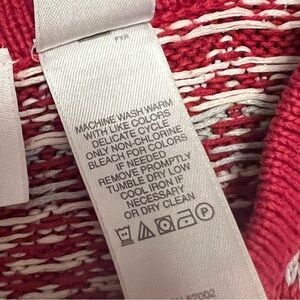 PXR
MACHINE WASH WARM
WITH LIKE COLORS
DELICATE CYCLE
ONLY NON-CHLORINE
BLEACH FOR COLORS
IF NEEDED
REMOVE PROMPTLY
TUMBLE DRY LOW
COOL IRON IF
NECESSARY
OR DRY CLEAN
P